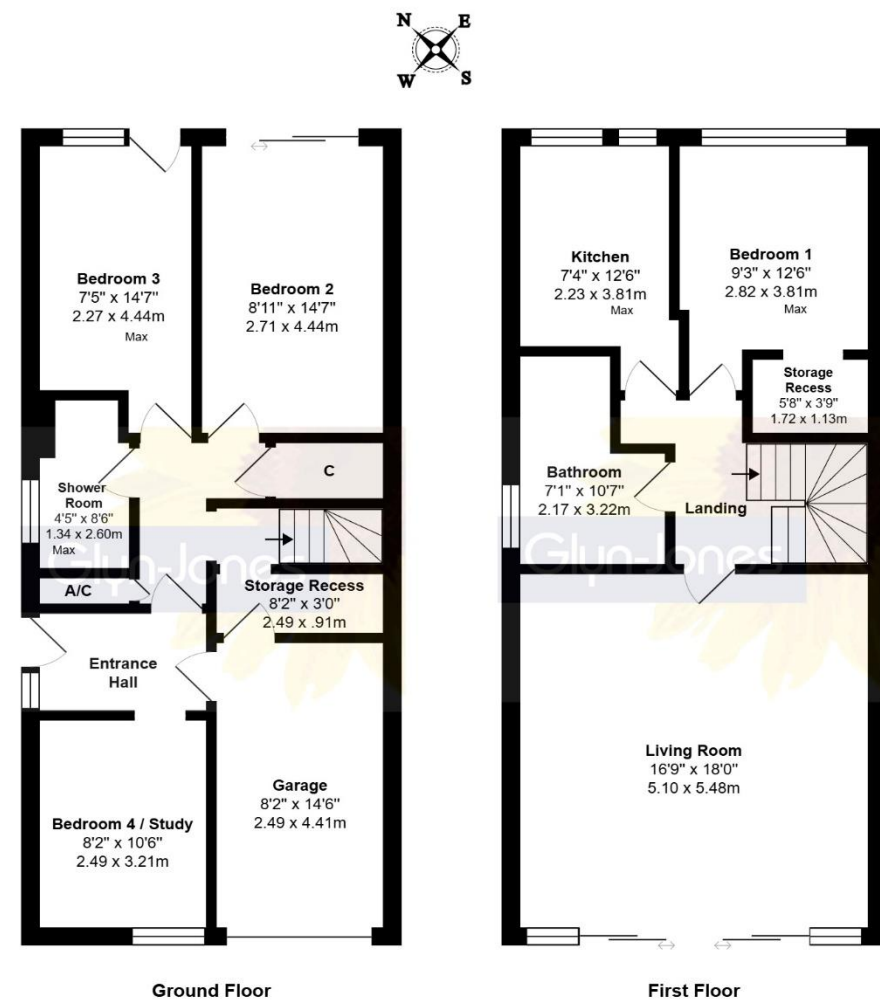 N E
W S
Bedroom 3
7'5" x 14'7"
2.27 x 4.44m
Max
Bedroom 2
8'11" x 14'7"
2.71 x 4.44m
Shower
Room
4'5" x 8'6"
1.34 x 2.60m
Max
C
A/C
Storage Recess
8'2" x 3'0"
2.49 x .91m
Entrance
Hall
Bedroom 4 / Study
8'2" x 10'6"
2.49 x 3.21m
Garage
8'2" x 14'6"
2.49 x 4.41m
Glyn-Jones
Ground Floor
Kitchen
7'4" x 12'6"
2.23 x 3.81m
Max
Bedroom 1
9'3" x 12'6"
2.82 x 3.81m
Max
Storage
Recess
5'8" x 3'9"
1.72 x 1.13m
Bathroom
7'1" x 10'7"
2.17 x 3.22m
Landing
Glyn-Jones
Living Room
16'9" x 18'0"
5.10 x 5.48m
First Floor